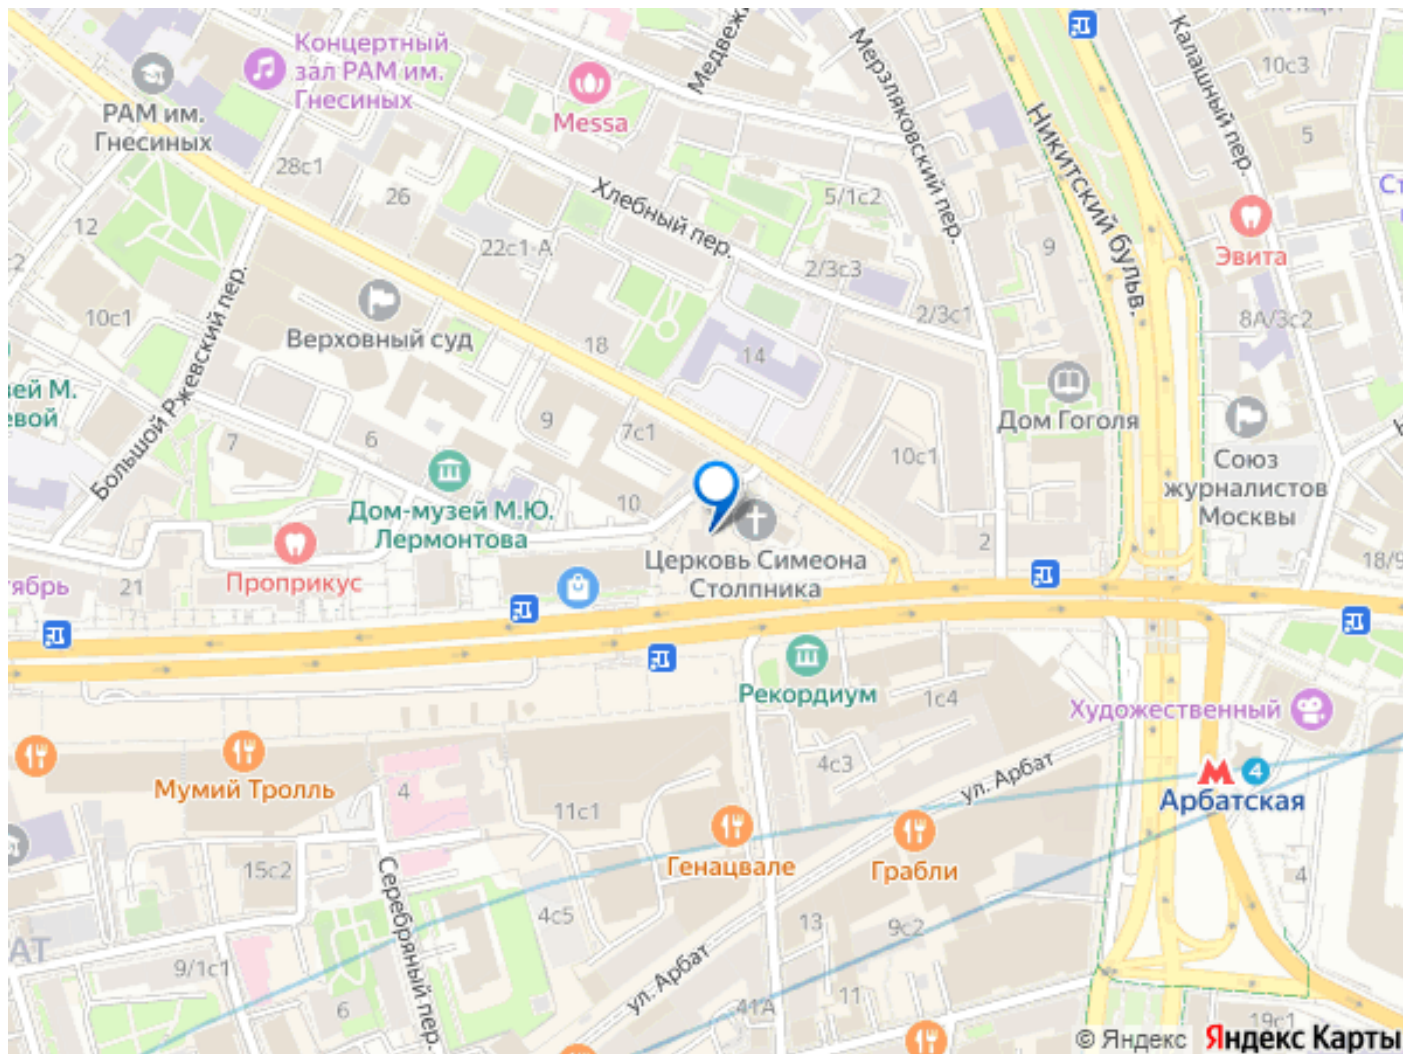 Концертный
зал РАМ им.
Гнесиных
РАМ им.
Гнесиных
Messa
Мерзляковский пер.
Никитский бульв.
Калашный пер.
10с3
5
28с1
26
Хлебный пер.
5/1с2
12
22с1-А
9
Эвита
2/3с3
2/3с1
8А/3с2
10с1
Большой Ржевский пер.
Верховный суд
18
14
Дом Гоголя
7
6
9
7с1
10с1
Союз
журналистов
Москвы
Дом-музей М.Ю.
Лермонтова
10
Проприкус
21
Церковь Симеона
Столпника
2
18/9
Рекордиум
1с4
Художественный
Мумий Тролль
4
11с1
4с3
ул. Арбат
4
Арбатская
Генацвале
Грабли
15с2
Серебряный пер.
4с5
13
9с2
4
9/1с1
6
ул. Арбат
41А
11
19с1
© Яндекс
Яндекс Карты